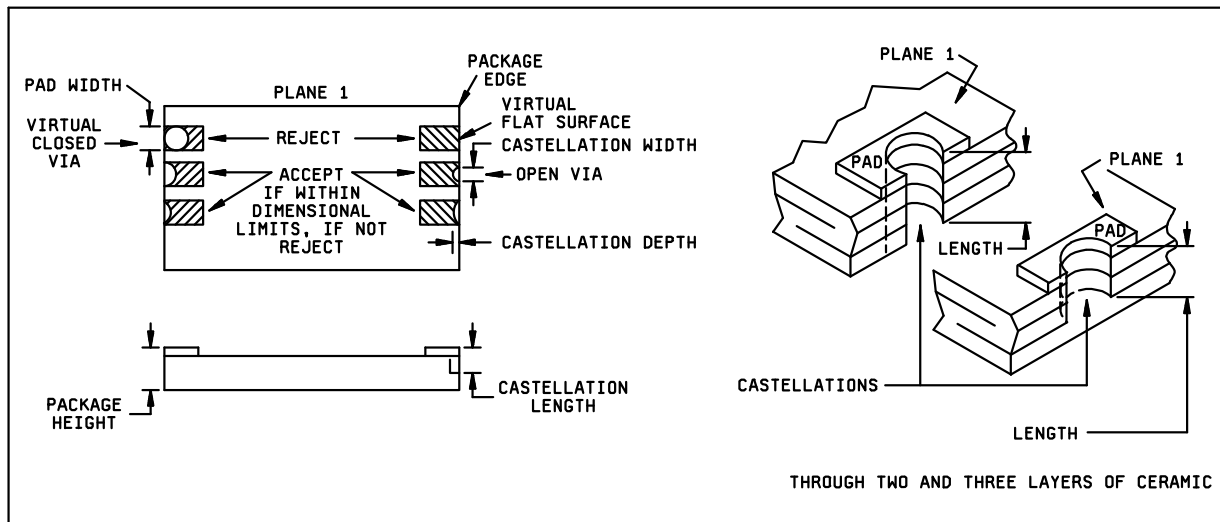 PAD WIDTH
VIRTUAL
CLOSED
VIA
PLANE 1
PACKAGE
EDGE
VIRTUAL
FLAT SURFACE
REJECT
CASTELLATION WIDTH
OPEN VIA
ACCEPT
IF WITHIN
DIMENSIONAL
LIMITS, IF NOT
REJECT
CASTELLATION DEPTH
PACKAGE
HEIGHT
CASTELLATION
LENGTH
PLANE 1
PAD
LENGTH
PLANE 1
PAD
CASTELLATIONS
LENGTH
THROUGH TWO AND THREE LAYERS OF CERAMIC